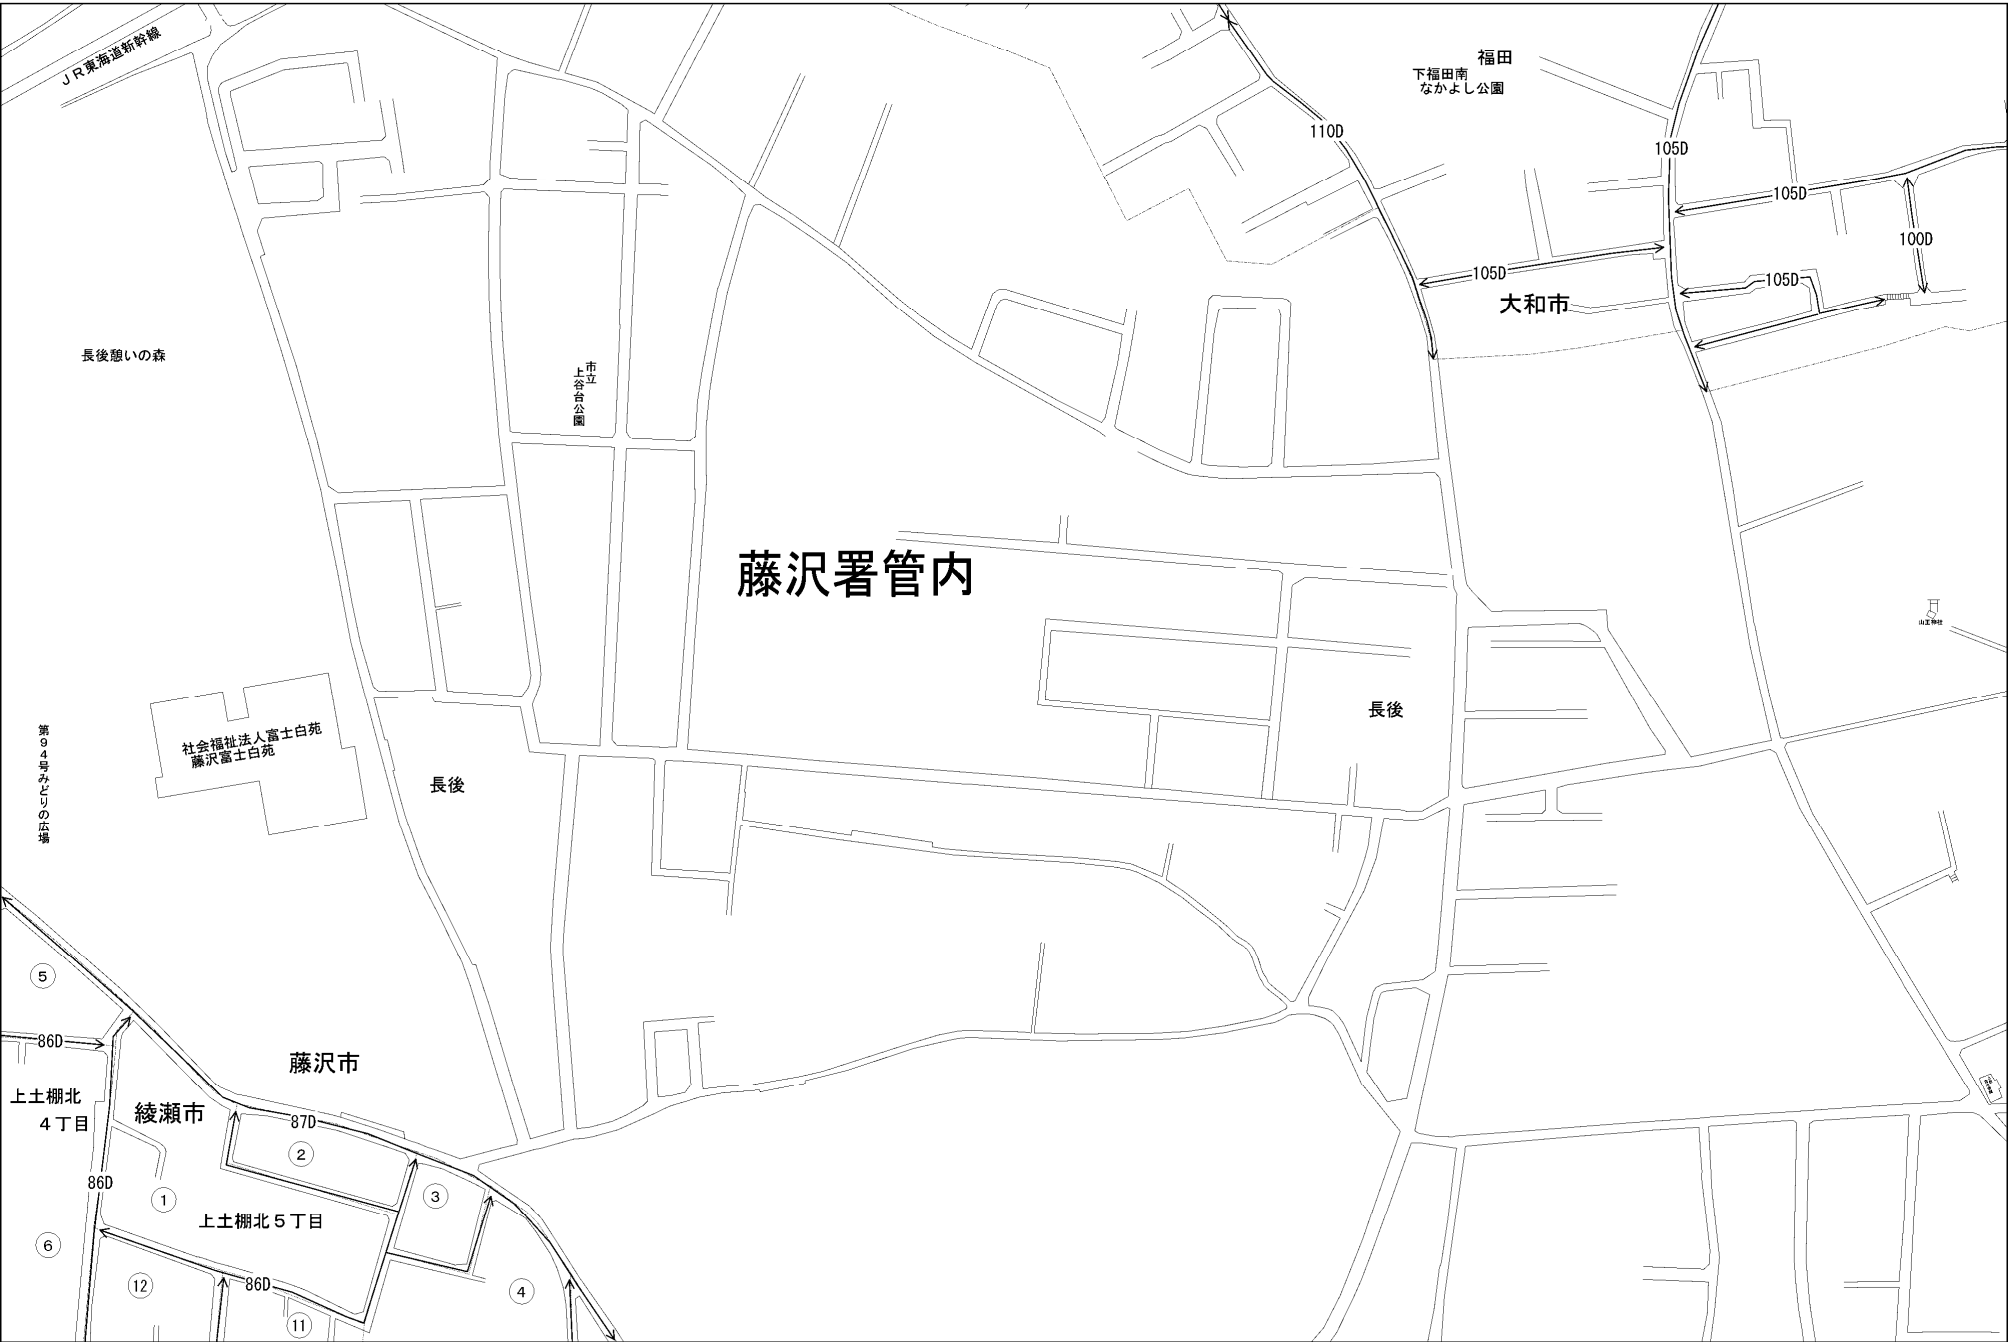 ＪＲ東海道新幹線
福田
下福田南
なかよし公園
110D
105D
105D
100D
105D
105D
大和市
長後憩いの森
市立
上谷台公園
藤沢署管内
山王神社
長後
社会福祉法人富士白苑
藤沢富士白苑
第９４号みどりの広場
長後
⑤
86D
藤沢市
上土棚北
４丁目
綾瀬市
87D
②
86D
①
③
上土棚北５丁目
⑥
⑫
86D
④
⑪